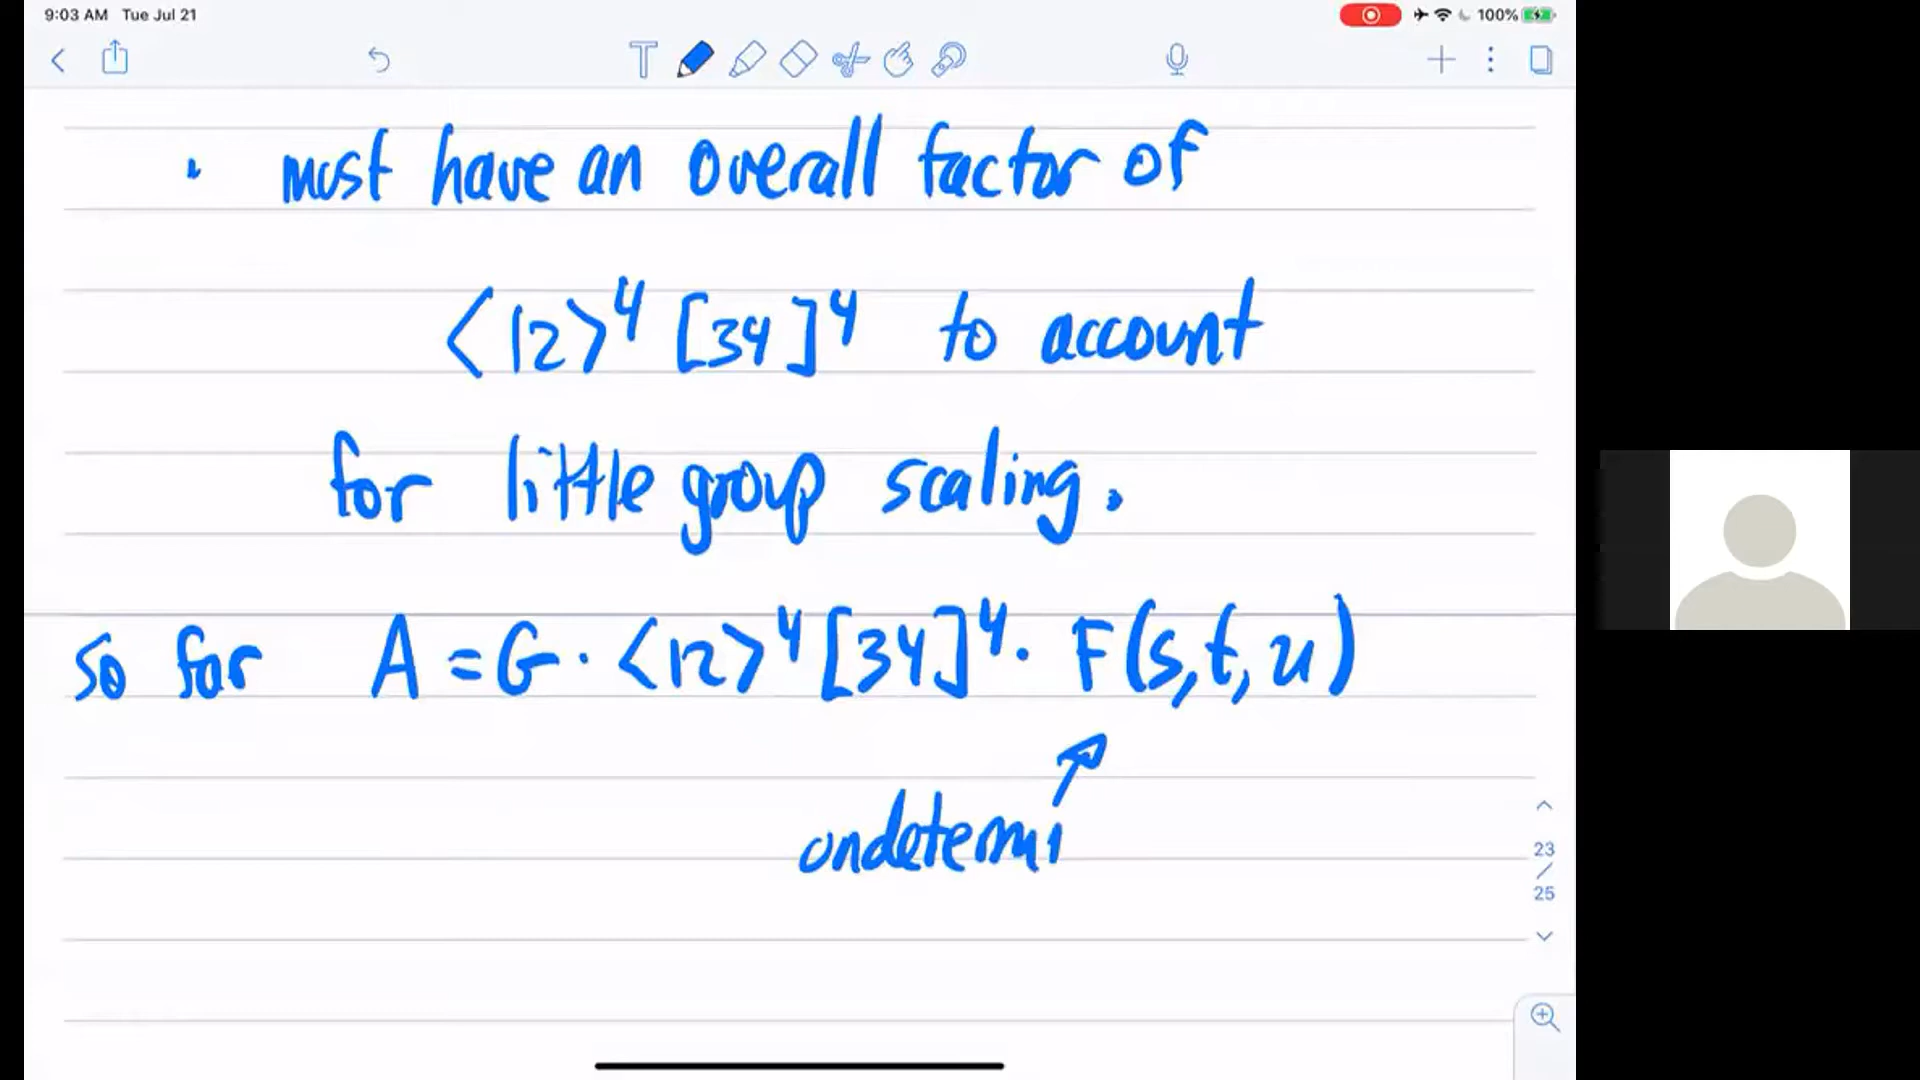 9:03 AM Tue Jul 21
100%
• must have an overall factor of
⟨12⟩⁴ [34]⁴ to account
for little group scaling.
so far A = G · ⟨12⟩⁴ [34]⁴ · F(s,t,u)
undetermi
23
/
25